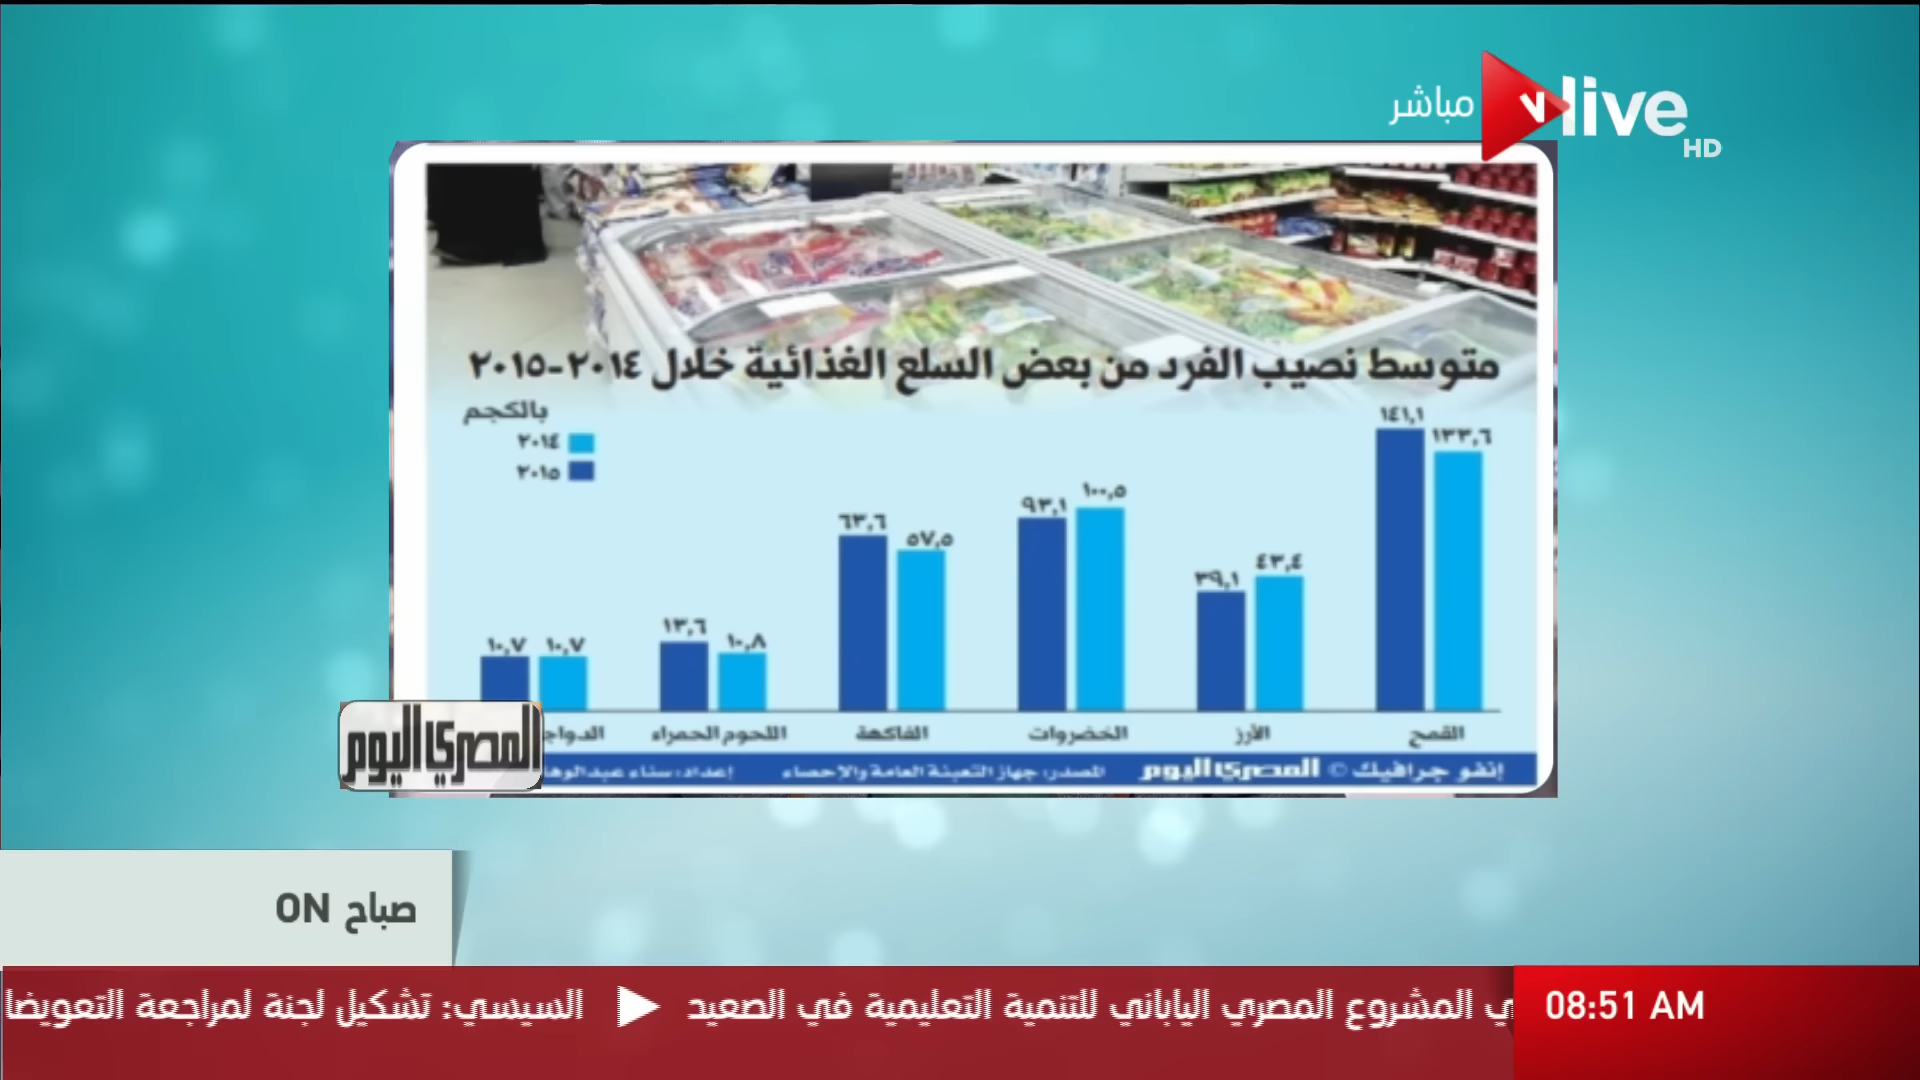 مباشر live
HD
متوسط نصيب الفرد من بعض السلع الغذائية خلال ٢٠١٤-٢٠١٥
بالكجم
٢٠١٤
٢٠١٥
١٤١,١ ١٣٣,٦
٣٩,١ ٤٣,٤
٩٣,١ ١٠٠,٥
٦٣,٦ ٥٧,٥
١٣,٦ ١٠,٨
١٠,٧ ١٠,٧
القمح الأرز الخضروات الفاكهة اللحوم الحمراء
إنفو جرافيك © المصري اليوم المصدر: جهاز التعبئة العامة والإحصاء إعداد: سناء
المصري اليوم
صباح ON
المشروع المصري الياباني للتنمية التعليمية في الصعيد السيسي: تشكيل لجنة لمراجعة
08:51 AM